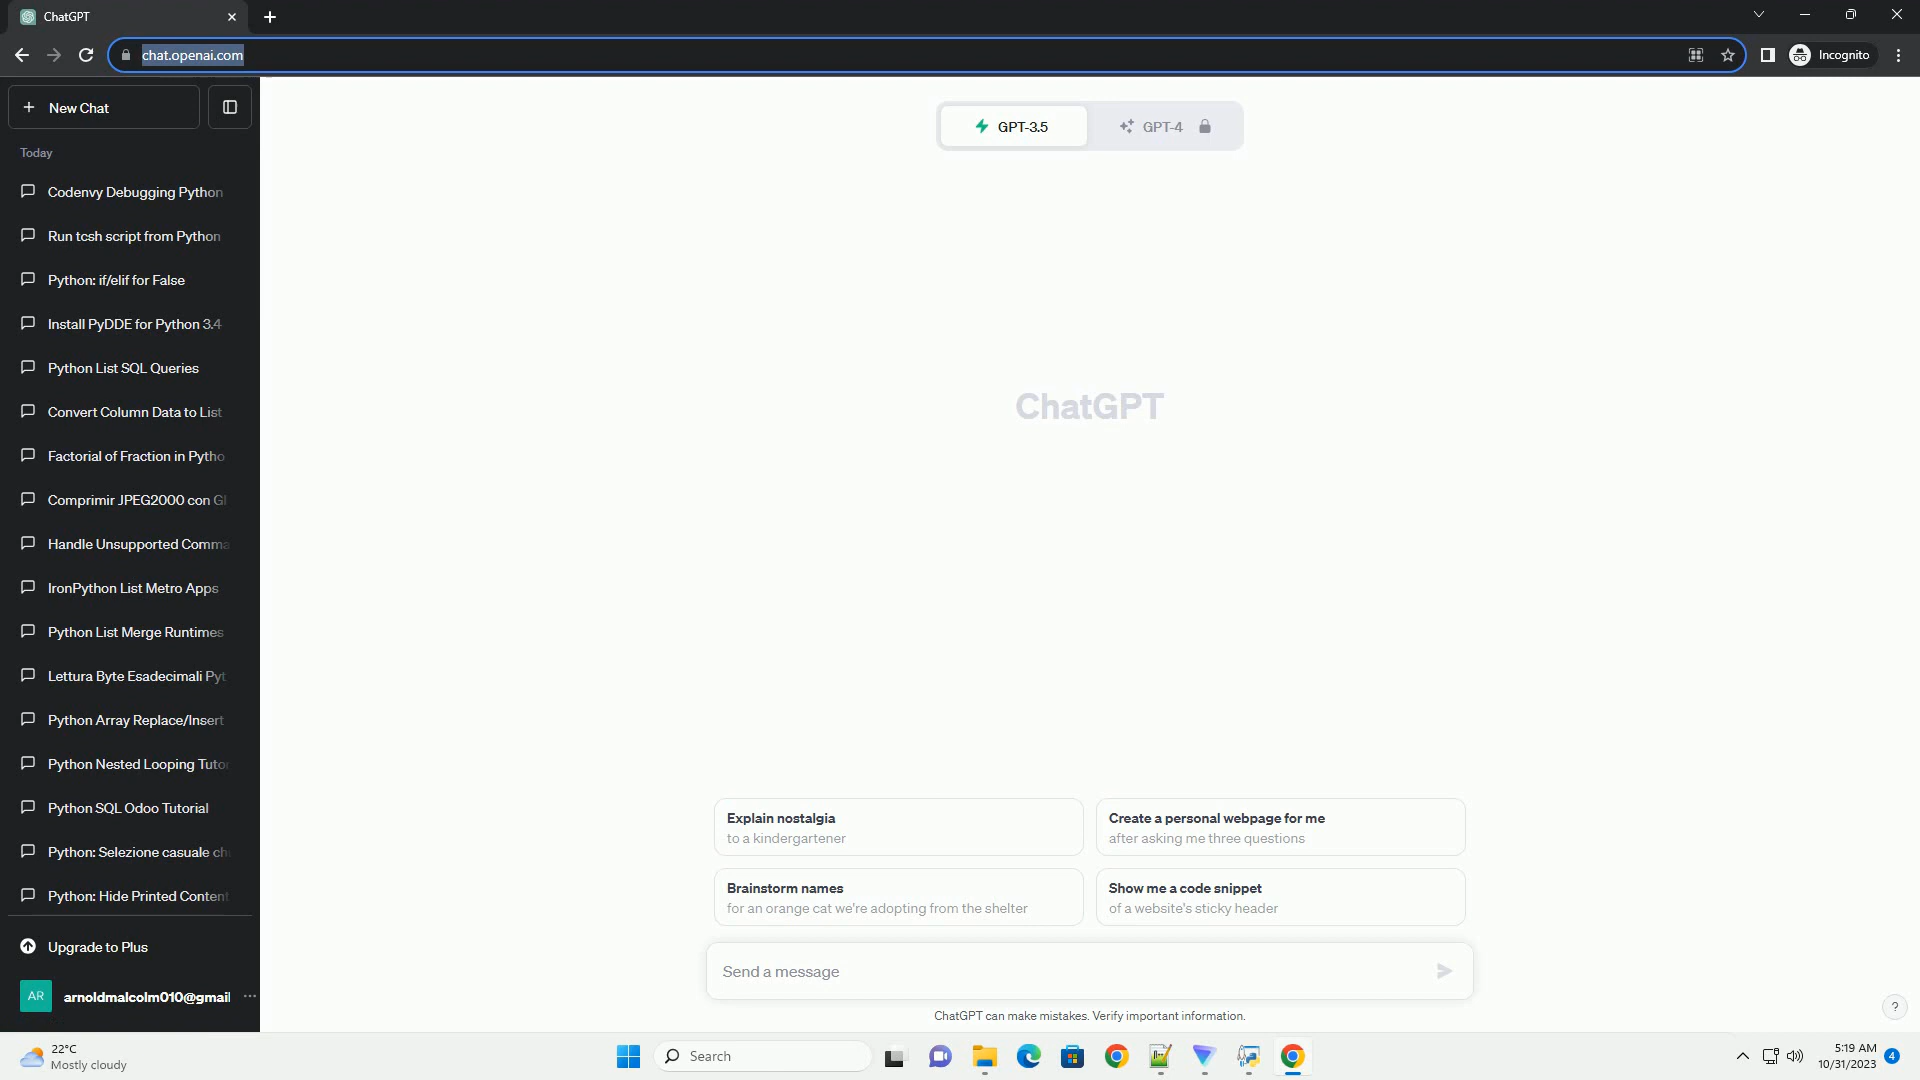 ChatGPT
chat.openai.com
Incognito
New Chat
GPT-3.5
GPT-4
Today
Codenvy Debugging Python
Run tcsh script from Python
Python: if/elif for False
Install PyDDE for Python 3.4
Python List SQL Queries
Convert Column Data to List
Factorial of Fraction in Pytho
Comprimir JPEG2000 con G
Handle Unsupported Comma
IronPython List Metro Apps
Python List Merge Runtimes
Lettura Byte Esadecimali Pyt
Python Array Replace/Insert
Python Nested Looping Tutor
Python SQL Odoo Tutorial
Python: Selezione casuale ch
Python: Hide Printed Content
Upgrade to Plus
AR
arnoldmalcolm010@gmail
ChatGPT
Explain nostalgia
to a kindergartener
Create a personal webpage for me
after asking me three questions
Brainstorm names
for an orange cat we're adopting from the shelter
Show me a code snippet
of a website's sticky header
Send a message
ChatGPT can make mistakes. Verify important information.
?
22°C
Mostly cloudy
Search
5:19 AM
10/31/2023
4